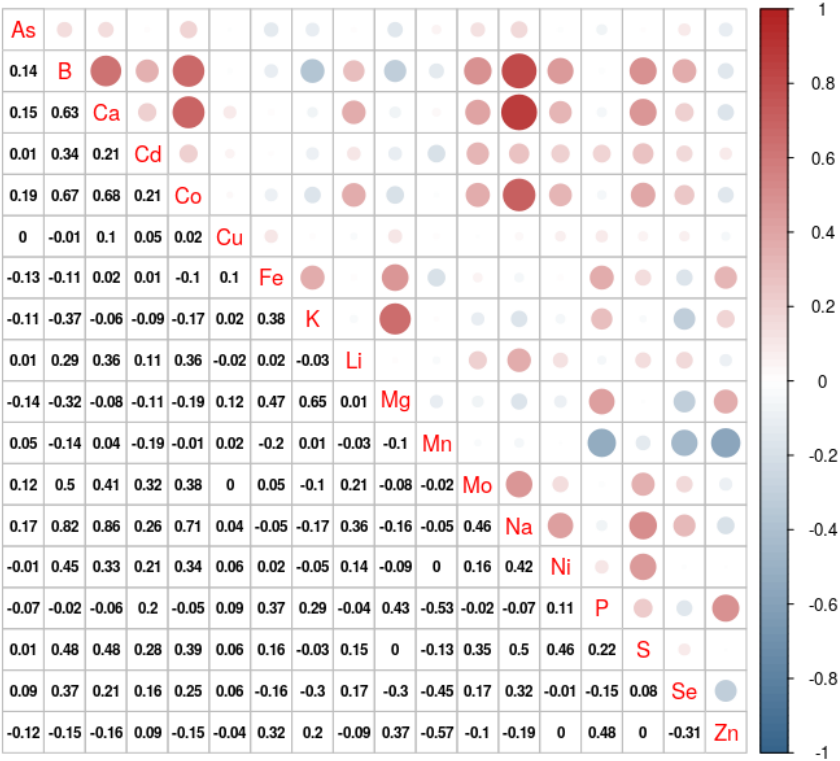 As
0.14 B
0.15 0.63 Ca
0.01 0.34 0.21 Cd
0.19 0.67 0.68 0.21 Co
0 -0.01 0.1 0.05 0.02 Cu
-0.13 -0.11 0.02 0.01 -0.1 0.1 Fe
-0.11 -0.37 -0.06 -0.09 -0.17 0.02 0.38 K
0.01 0.29 0.36 0.11 0.36 -0.02 0.02 -0.03 Li
-0.14 -0.32 -0.08 -0.11 -0.19 0.12 0.47 0.65 0.01 Mg
0.05 -0.14 0.04 -0.19 -0.01 0.02 -0.2 0.01 -0.03 -0.1 Mn
0.12 0.5 0.41 0.32 0.38 0 0.05 -0.1 0.21 -0.08 -0.02 Mo
0.17 0.82 0.86 0.26 0.71 0.04 -0.05 -0.17 0.36 -0.16 -0.05 0.46 Na
-0.01 0.45 0.33 0.21 0.34 0.06 0.02 -0.05 0.14 -0.09 0 0.16 0.42 Ni
-0.07 -0.02 -0.06 0.2 -0.05 0.09 0.37 0.29 -0.04 0.43 -0.53 -0.02 -0.07 0.11 P
0.01 0.48 0.48 0.28 0.39 0.06 0.16 -0.03 0.15 0 -0.13 0.35 0.5 0.46 0.22 S
0.09 0.37 0.21 0.16 0.25 0.06 -0.16 -0.3 0.17 -0.3 -0.45 0.17 0.32 -0.01 -0.15 0.08 Se
-0.12 -0.15 -0.16 0.09 -0.15 -0.04 0.32 0.2 -0.09 0.37 -0.57 -0.1 -0.19 0 0.48 0 -0.31 Zn
1
0.8
0.6
0.4
0.2
0
-0.2
-0.4
-0.6
-0.8
-1